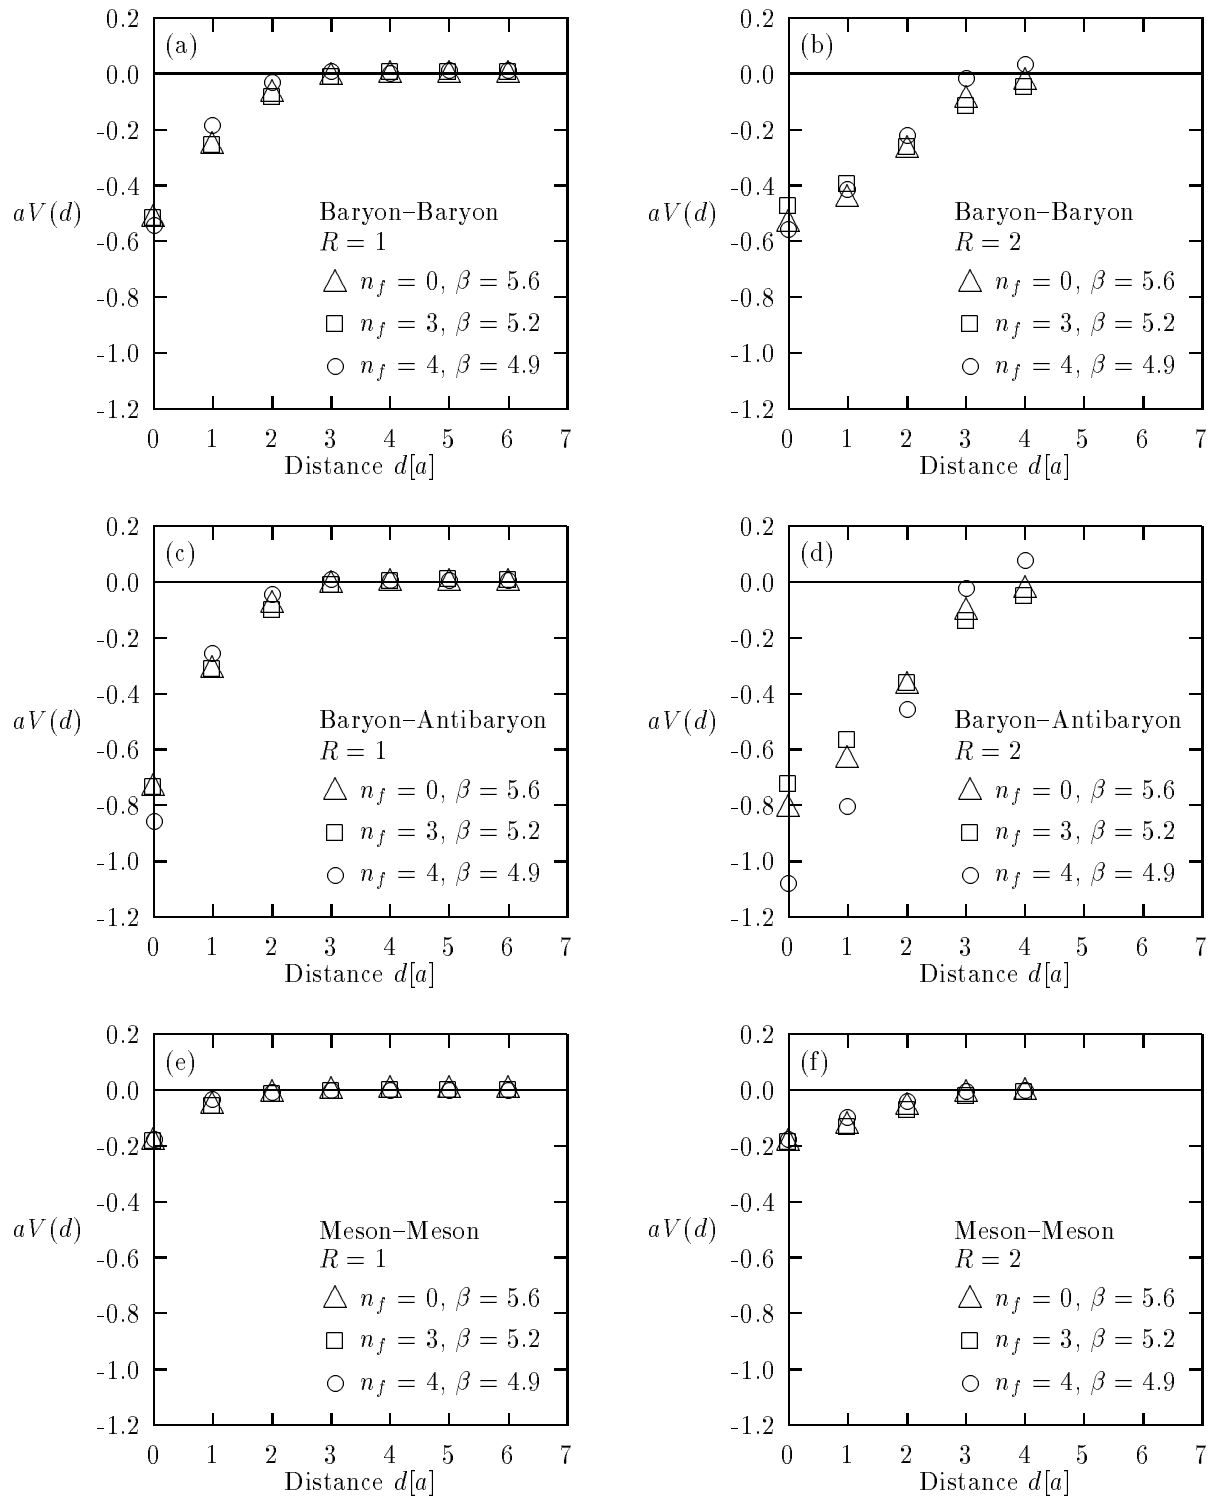 0.2
(a)
0.0
-0.2
-0.4
aV(d)
-0.6
-0.8
-1.0
-1.2
Baryon–Baryon
R = 1
n_f = 0, β = 5.6
n_f = 3, β = 5.2
n_f = 4, β = 4.9
0 1 2 3 4 5 6 7
Distance d[a]
0.2
(b)
0.0
-0.2
-0.4
aV(d)
-0.6
-0.8
-1.0
-1.2
Baryon–Baryon
R = 2
n_f = 0, β = 5.6
n_f = 3, β = 5.2
n_f = 4, β = 4.9
0 1 2 3 4 5 6 7
Distance d[a]
0.2
(c)
0.0
-0.2
-0.4
aV(d)
-0.6
-0.8
-1.0
-1.2
Baryon–Antibaryon
R = 1
n_f = 0, β = 5.6
n_f = 3, β = 5.2
n_f = 4, β = 4.9
0 1 2 3 4 5 6 7
Distance d[a]
0.2
(d)
0.0
-0.2
-0.4
aV(d)
-0.6
-0.8
-1.0
-1.2
Baryon–Antibaryon
R = 2
n_f = 0, β = 5.6
n_f = 3, β = 5.2
n_f = 4, β = 4.9
0 1 2 3 4 5 6 7
Distance d[a]
0.2
(e)
0.0
-0.2
-0.4
aV(d)
-0.6
-0.8
-1.0
-1.2
Meson–Meson
R = 1
n_f = 0, β = 5.6
n_f = 3, β = 5.2
n_f = 4, β = 4.9
0 1 2 3 4 5 6 7
Distance d[a]
0.2
(f)
0.0
-0.2
-0.4
aV(d)
-0.6
-0.8
-1.0
-1.2
Meson–Meson
R = 2
n_f = 0, β = 5.6
n_f = 3, β = 5.2
n_f = 4, β = 4.9
0 1 2 3 4 5 6 7
Distance d[a]